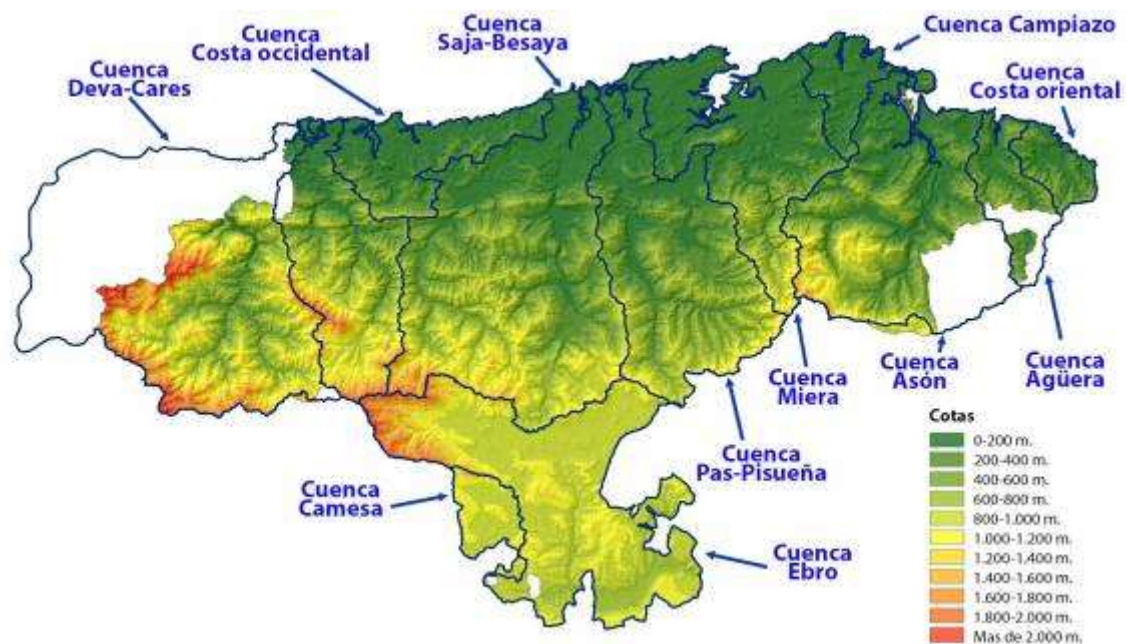 Cuenca
Deva-Cares
Cuenca
Costa occidental
Cuenca
Saja-Besaya
Cuenca Campiazo
Cuenca
Costa oriental
Cuenca
Asón
Cuenca
Agüera
Cuenca
Miera
Cuenca
Pas-Pisueña
Cuenca
Camesa
Cuenca
Ebro
Cotas
0-200 m.
200-400 m.
400-600 m.
600-800 m.
800-1.000 m.
1.000-1.200 m.
1.200-1.400 m.
1.400-1.600 m.
1.600-1.800 m.
1.800-2.000 m.
Mas de 2.000 m.